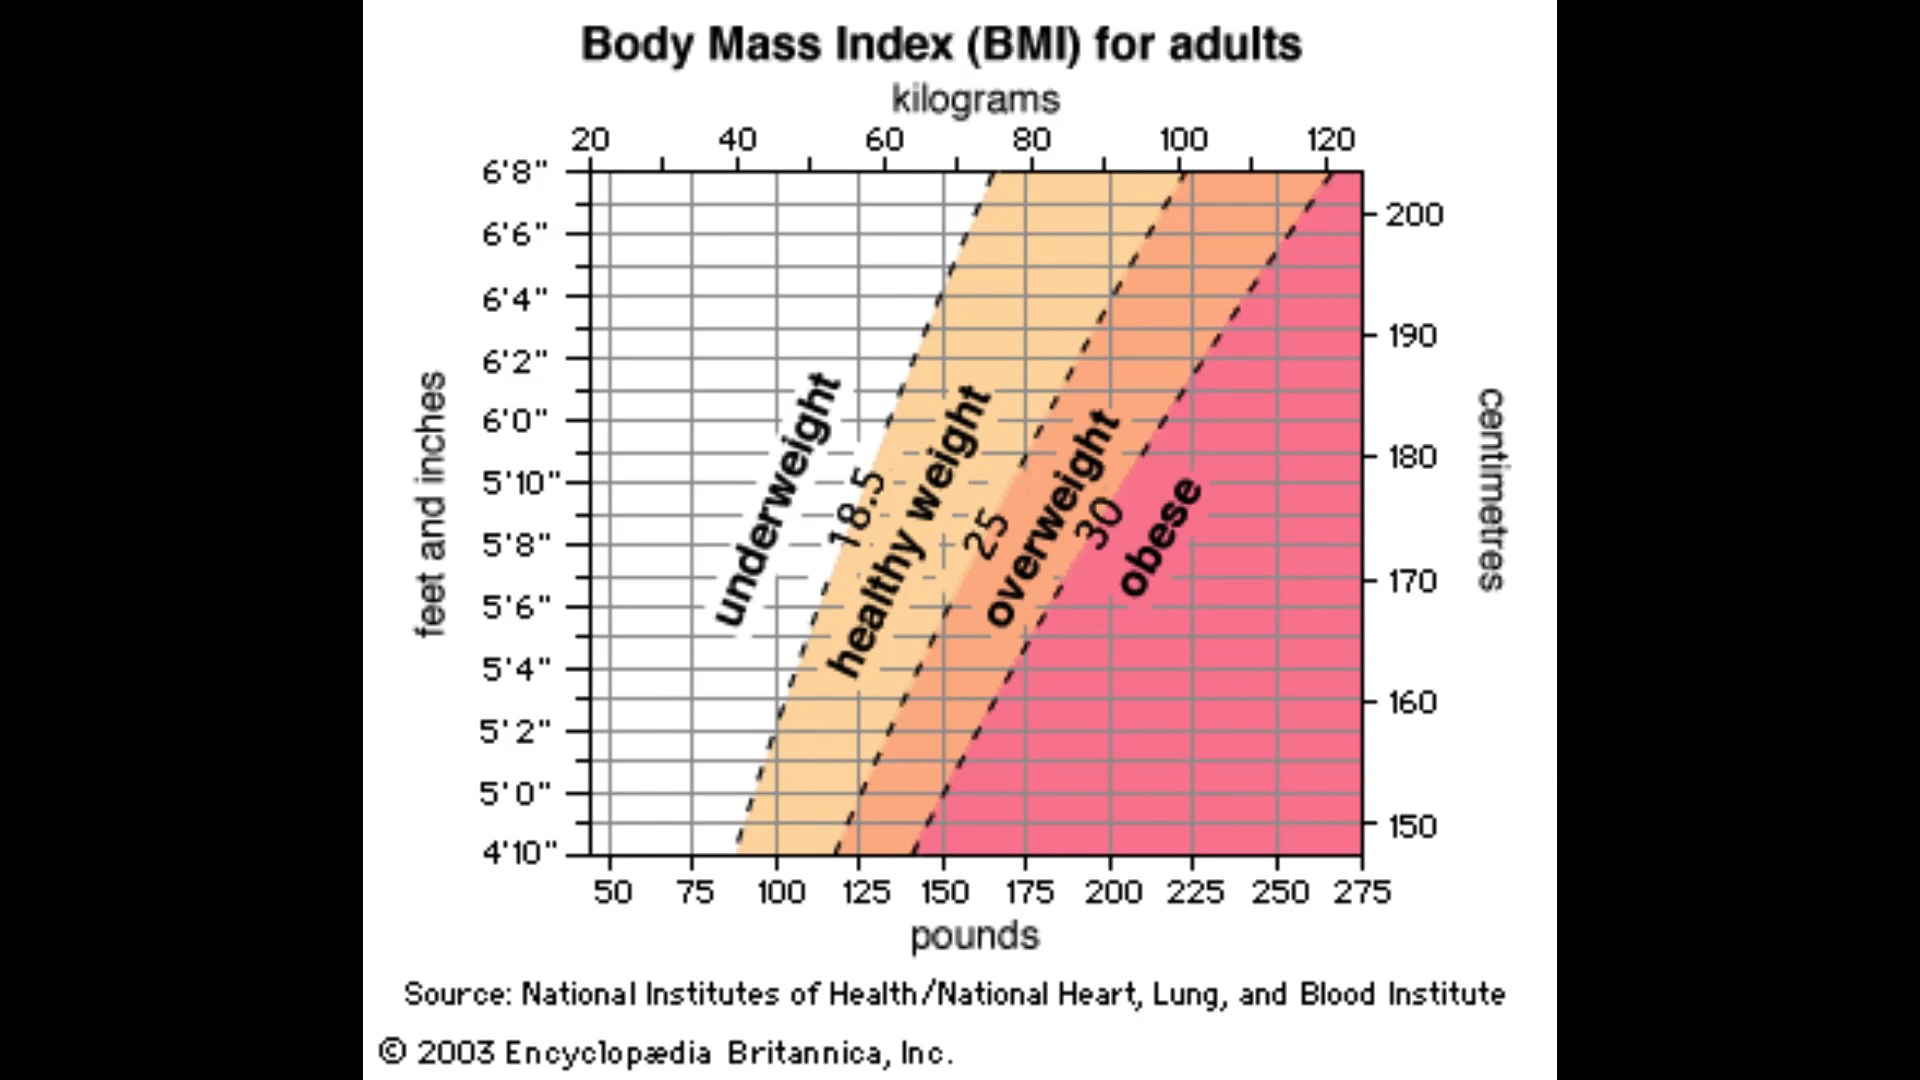 Body Mass Index (BMI) for adults
kilograms
20 40 60 80 100 120
6'8"
6'6"
6'4"
6'2"
6'0"
5'10"
5'8"
5'6"
5'4"
5'2"
5'0"
4'10"
feet and inches
underweight
18.5
healthy weight
25
overweight
30
obese
200
190
180
170
160
150
centimetres
50 75 100 125 150 175 200 225 250 275
pounds
Source: National Institutes of Health/National Heart, Lung, and Blood Institute
© 2003 Encyclopædia Britannica, Inc.